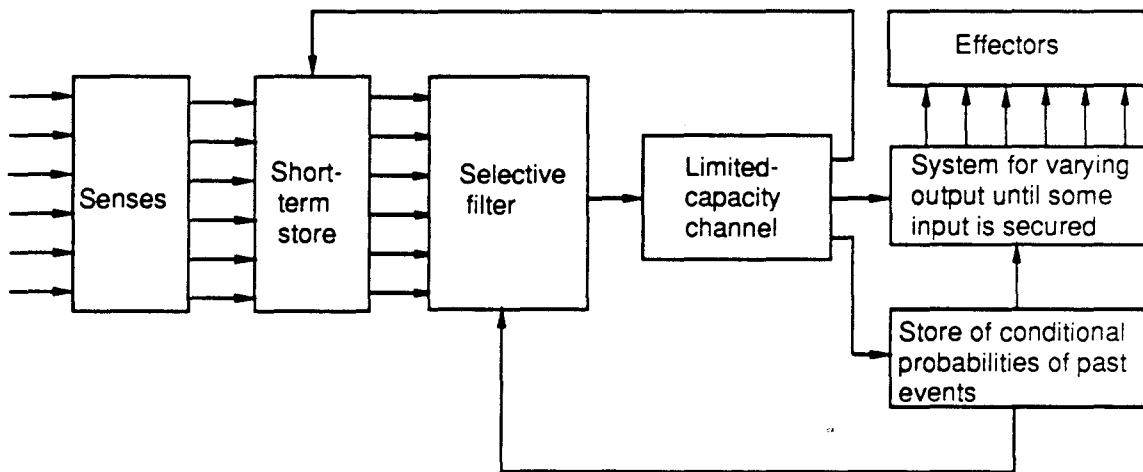 Senses
Short-
term
store
Selective
filter
Limited-
capacity
channel
Effectors
System for varying
output until some
input is secured
Store of conditional
probabilities of past
events